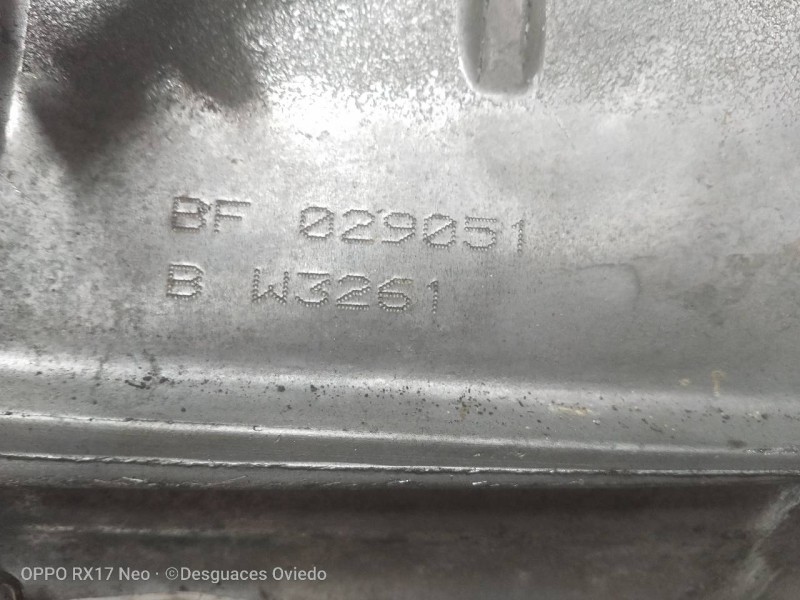 BF 029051
B W3261
OPPO RX17 Neo · ©Desguaces Oviedo